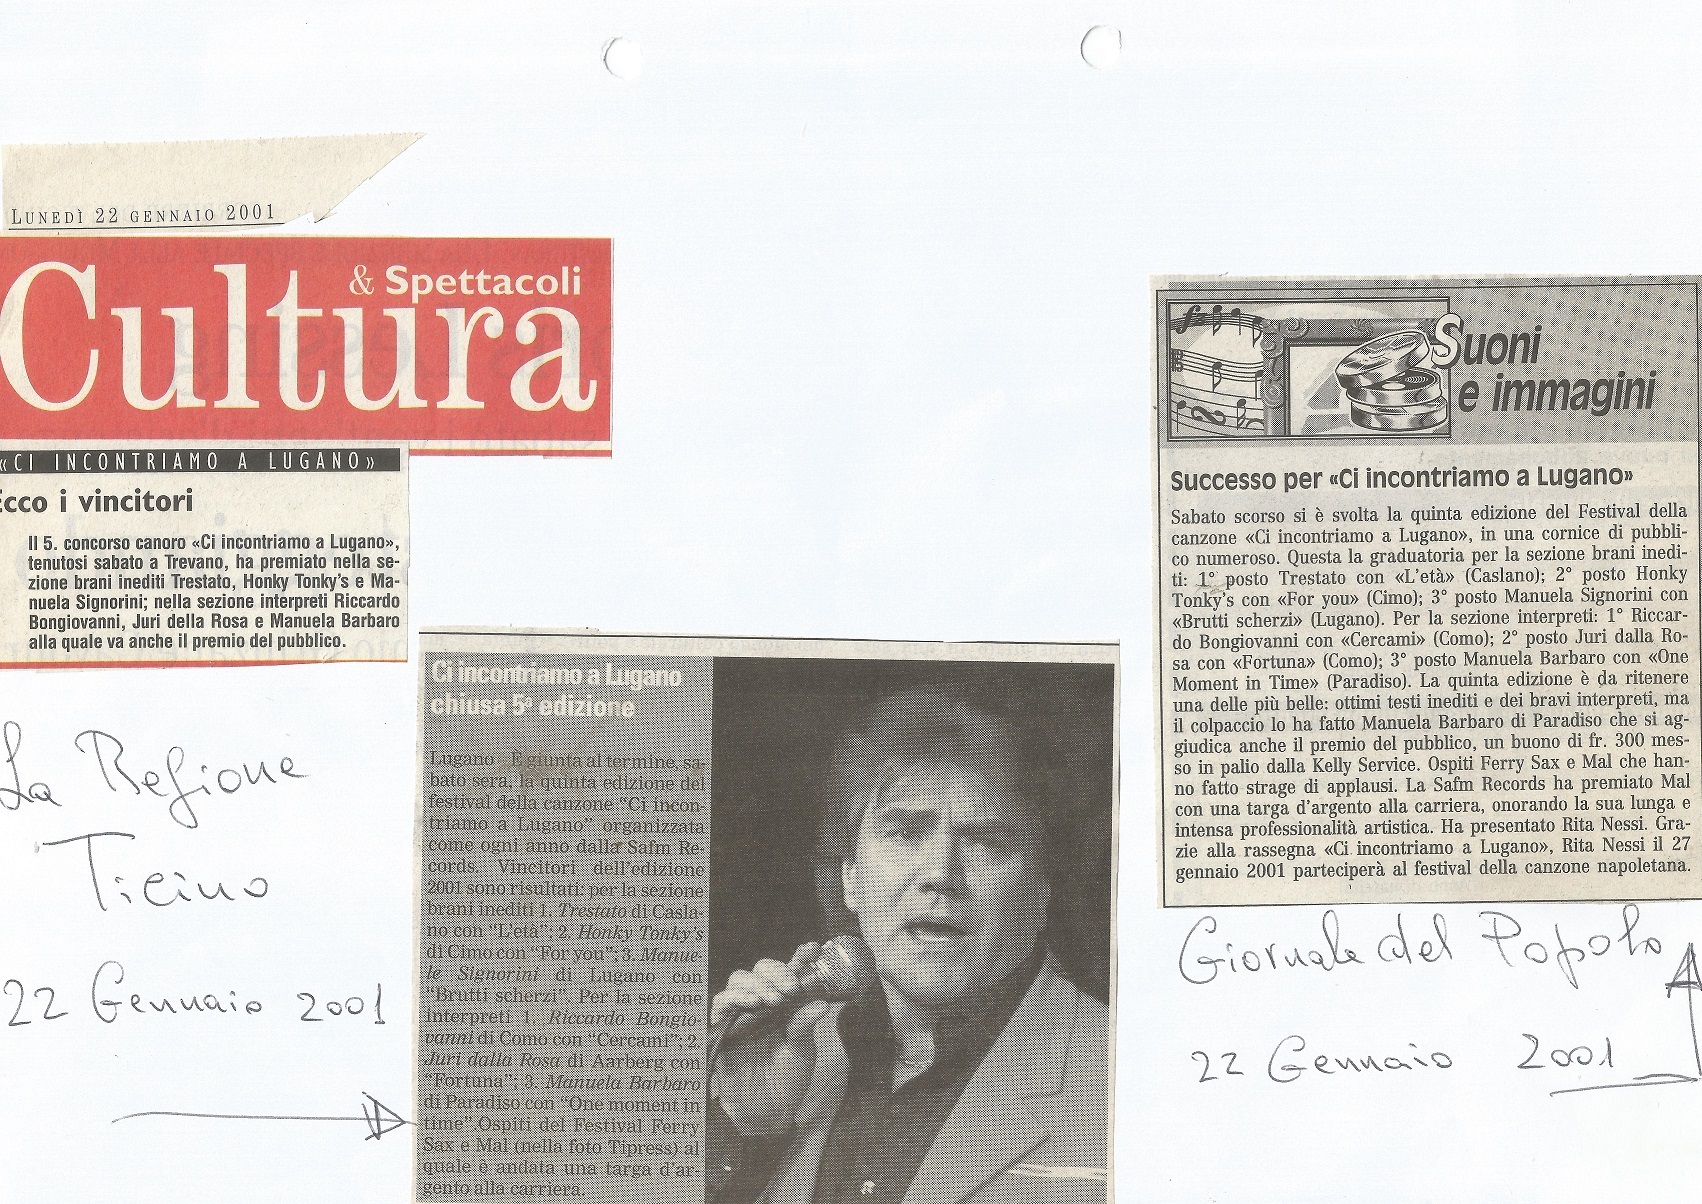 LUNEDÌ 22 GENNAIO 2001
& Spettacoli
Cultura
«CI INCONTRIAMO A LUGANO»
Ecco i vincitori
Il 5. concorso canoro «Ci incontriamo a Lugano»,
tenutosi sabato a Trevano, ha premiato nella se-
zione brani inediti Trestato, Honky Tonky's e Ma-
nuela Signorini; nella sezione interpreti Riccardo
Bongiovanni, Juri della Rosa e Manuela Barbaro
alla quale va anche il premio del pubblico.
La Regione
Ticino
22 Gennaio 2001
Ci incontriamo a Lugano
chiusa 5ª edizione
Lugano È giunta al termine, sa-
bato sera, la quinta edizione del
festival della canzone "Ci incon-
triamo a Lugano" organizzata
come ogni anno dalla Safm Re-
cords. Vincitori dell'edizione
2001 sono risultati: per la sezione
brani inediti 1. Trestato di Casla-
no con "L'età"; 2. Honky Tonky's
di Cimo con "For you"; 3. Manue-
le Signorini di Lugano con
"Brutti scherzi". Per la sezione
interpreti 1. Riccardo Bongio-
vanni di Como con "Cercami"; 2.
Juri dalla Rosa di Aarberg con
"Fortuna" 3. Manuela Barbaro
di Paradiso con "One moment in
time" Ospiti del Festival Ferry
Sax e Mal (nella foto Tipress) al
quale è andata una targa d'ar-
gento alla carriera.
Suoni
e immagini
Successo per «Ci incontriamo a Lugano»
Sabato scorso si è svolta la quinta edizione del Festival della
canzone «Ci incontriamo a Lugano», in una cornice di pubbli-
co numeroso. Questa la graduatoria per la sezione brani inedi-
ti: 1° posto Trestato con «L'età» (Caslano); 2° posto Honky
Tonky's con «For you» (Cimo); 3° posto Manuela Signorini con
«Brutti scherzi» (Lugano). Per la sezione interpreti: 1° Riccar-
do Bongiovanni con «Cercami» (Como); 2° posto Juri dalla Ro-
sa con «Fortuna» (Como); 3° posto Manuela Barbaro con «One
Moment in Time» (Paradiso). La quinta edizione è da ritenere
una delle più belle: ottimi testi inediti e dei bravi interpreti, ma
il colpaccio lo ha fatto Manuela Barbaro di Paradiso che si ag-
giudica anche il premio del pubblico, un buono di fr. 300 mes-
so in palio dalla Kelly Service. Ospiti Ferry Sax e Mal che han-
no fatto strage di applausi. La Safm Records ha premiato Mal
con una targa d'argento alla carriera, onorando la sua lunga e
intensa professionalità artistica. Ha presentato Rita Nessi. Gra-
zie alla rassegna «Ci incontriamo a Lugano», Rita Nessi il 27
gennaio 2001 parteciperà al festival della canzone napoletana.
Giornale del Popolo
22 Gennaio 2001